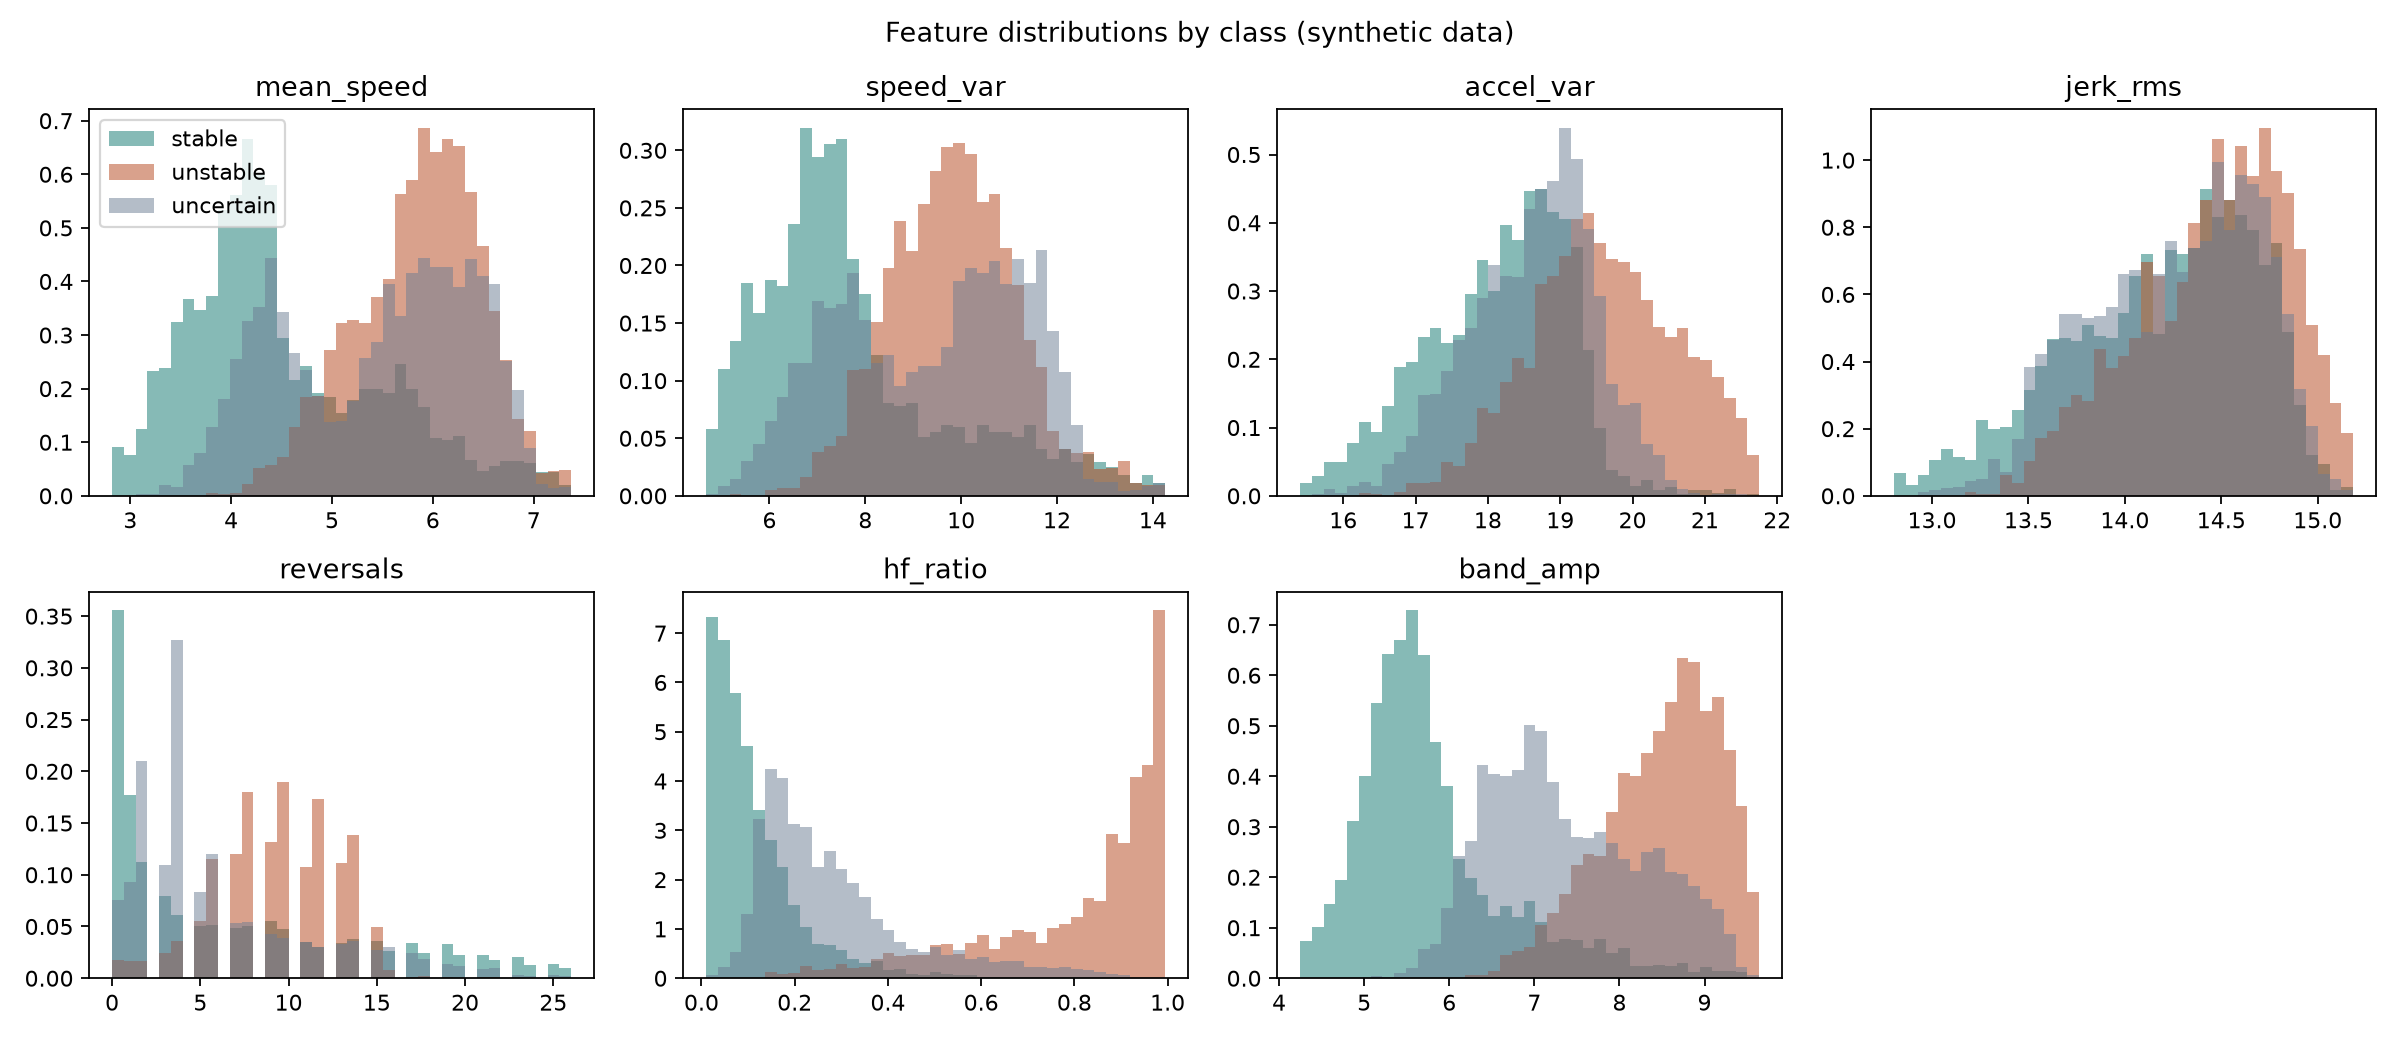 Feature distributions by class (synthetic data)
mean_speed
speed_var
accel_var
jerk_rms
stable
unstable
uncertain
0.7
0.6
0.5
0.4
0.3
0.2
0.1
0.0
3 4 5 6 7
0.30
0.25
0.20
0.15
0.10
0.05
0.00
6 8 10 12 14
0.5
0.4
0.3
0.2
0.1
0.0
16 17 18 19 20 21 22
1.0
0.8
0.6
0.4
0.2
0.0
13.0 13.5 14.0 14.5 15.0
reversals
hf_ratio
band_amp
0.35
0.30
0.25
0.20
0.15
0.10
0.05
0.00
0 5 10 15 20 25
7
6
5
4
3
2
1
0
0.0 0.2 0.4 0.6 0.8 1.0
0.7
0.6
0.5
0.4
0.3
0.2
0.1
0.0
4 5 6 7 8 9